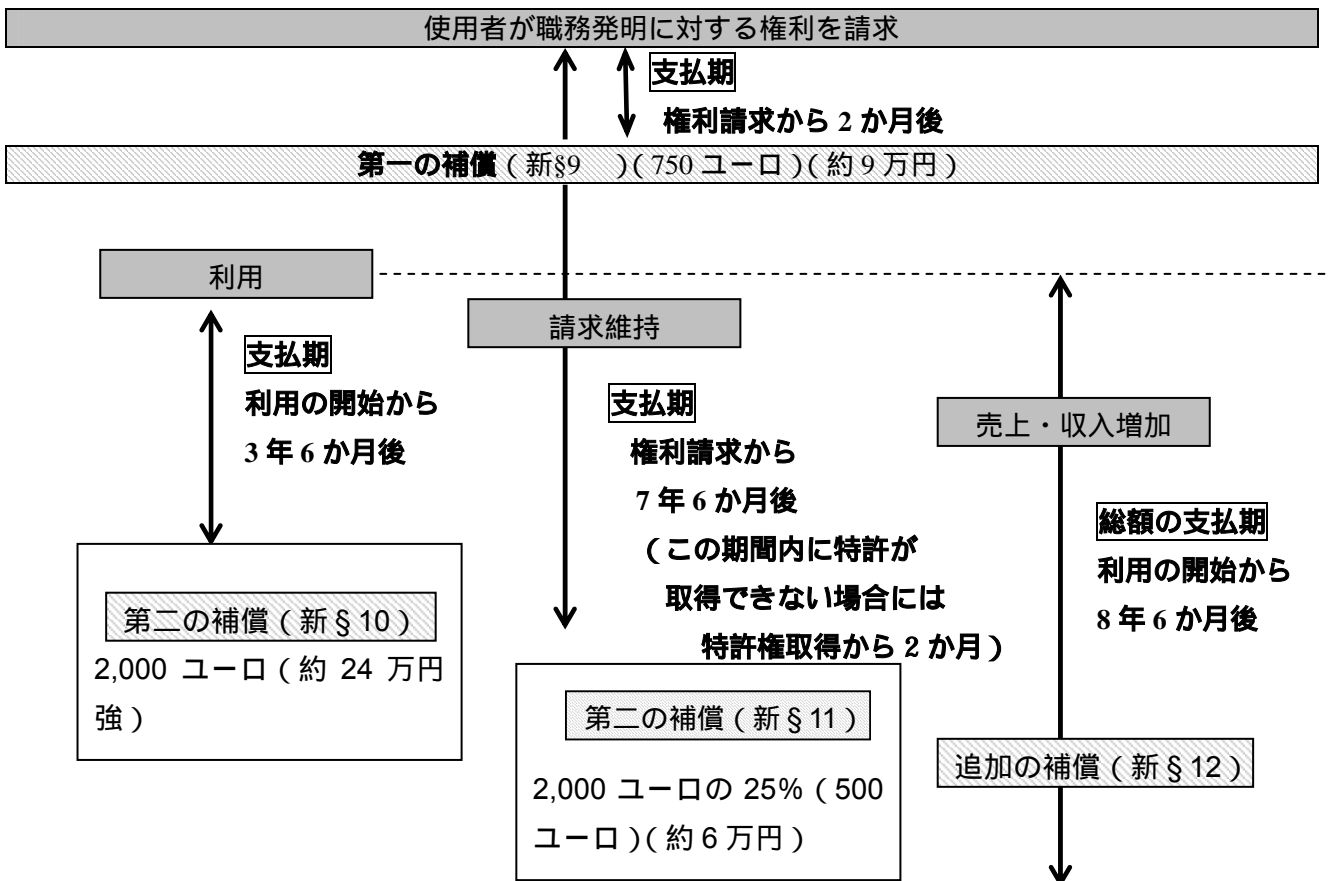 使用者が職務発明に対する権利を請求
支払期
権利請求から 2 か月後
第一の補償（新§9　）（750 ユーロ）（約 9 万円）
利用
支払期
利用の開始から
3 年 6 か月後
第二の補償（新§10）
2,000 ユーロ（約 24 万円
強）
請求維持
支払期
権利請求から
7 年 6 か月後
（この期間内に特許が
取得できない場合には
特許権取得から 2 か月）
第二の補償（新§11）
2,000 ユーロの 25%（500
ユーロ）（約 6 万円）
売上・収入増加
総額の支払期
利用の開始から
8 年 6 か月後
追加の補償（新§12）